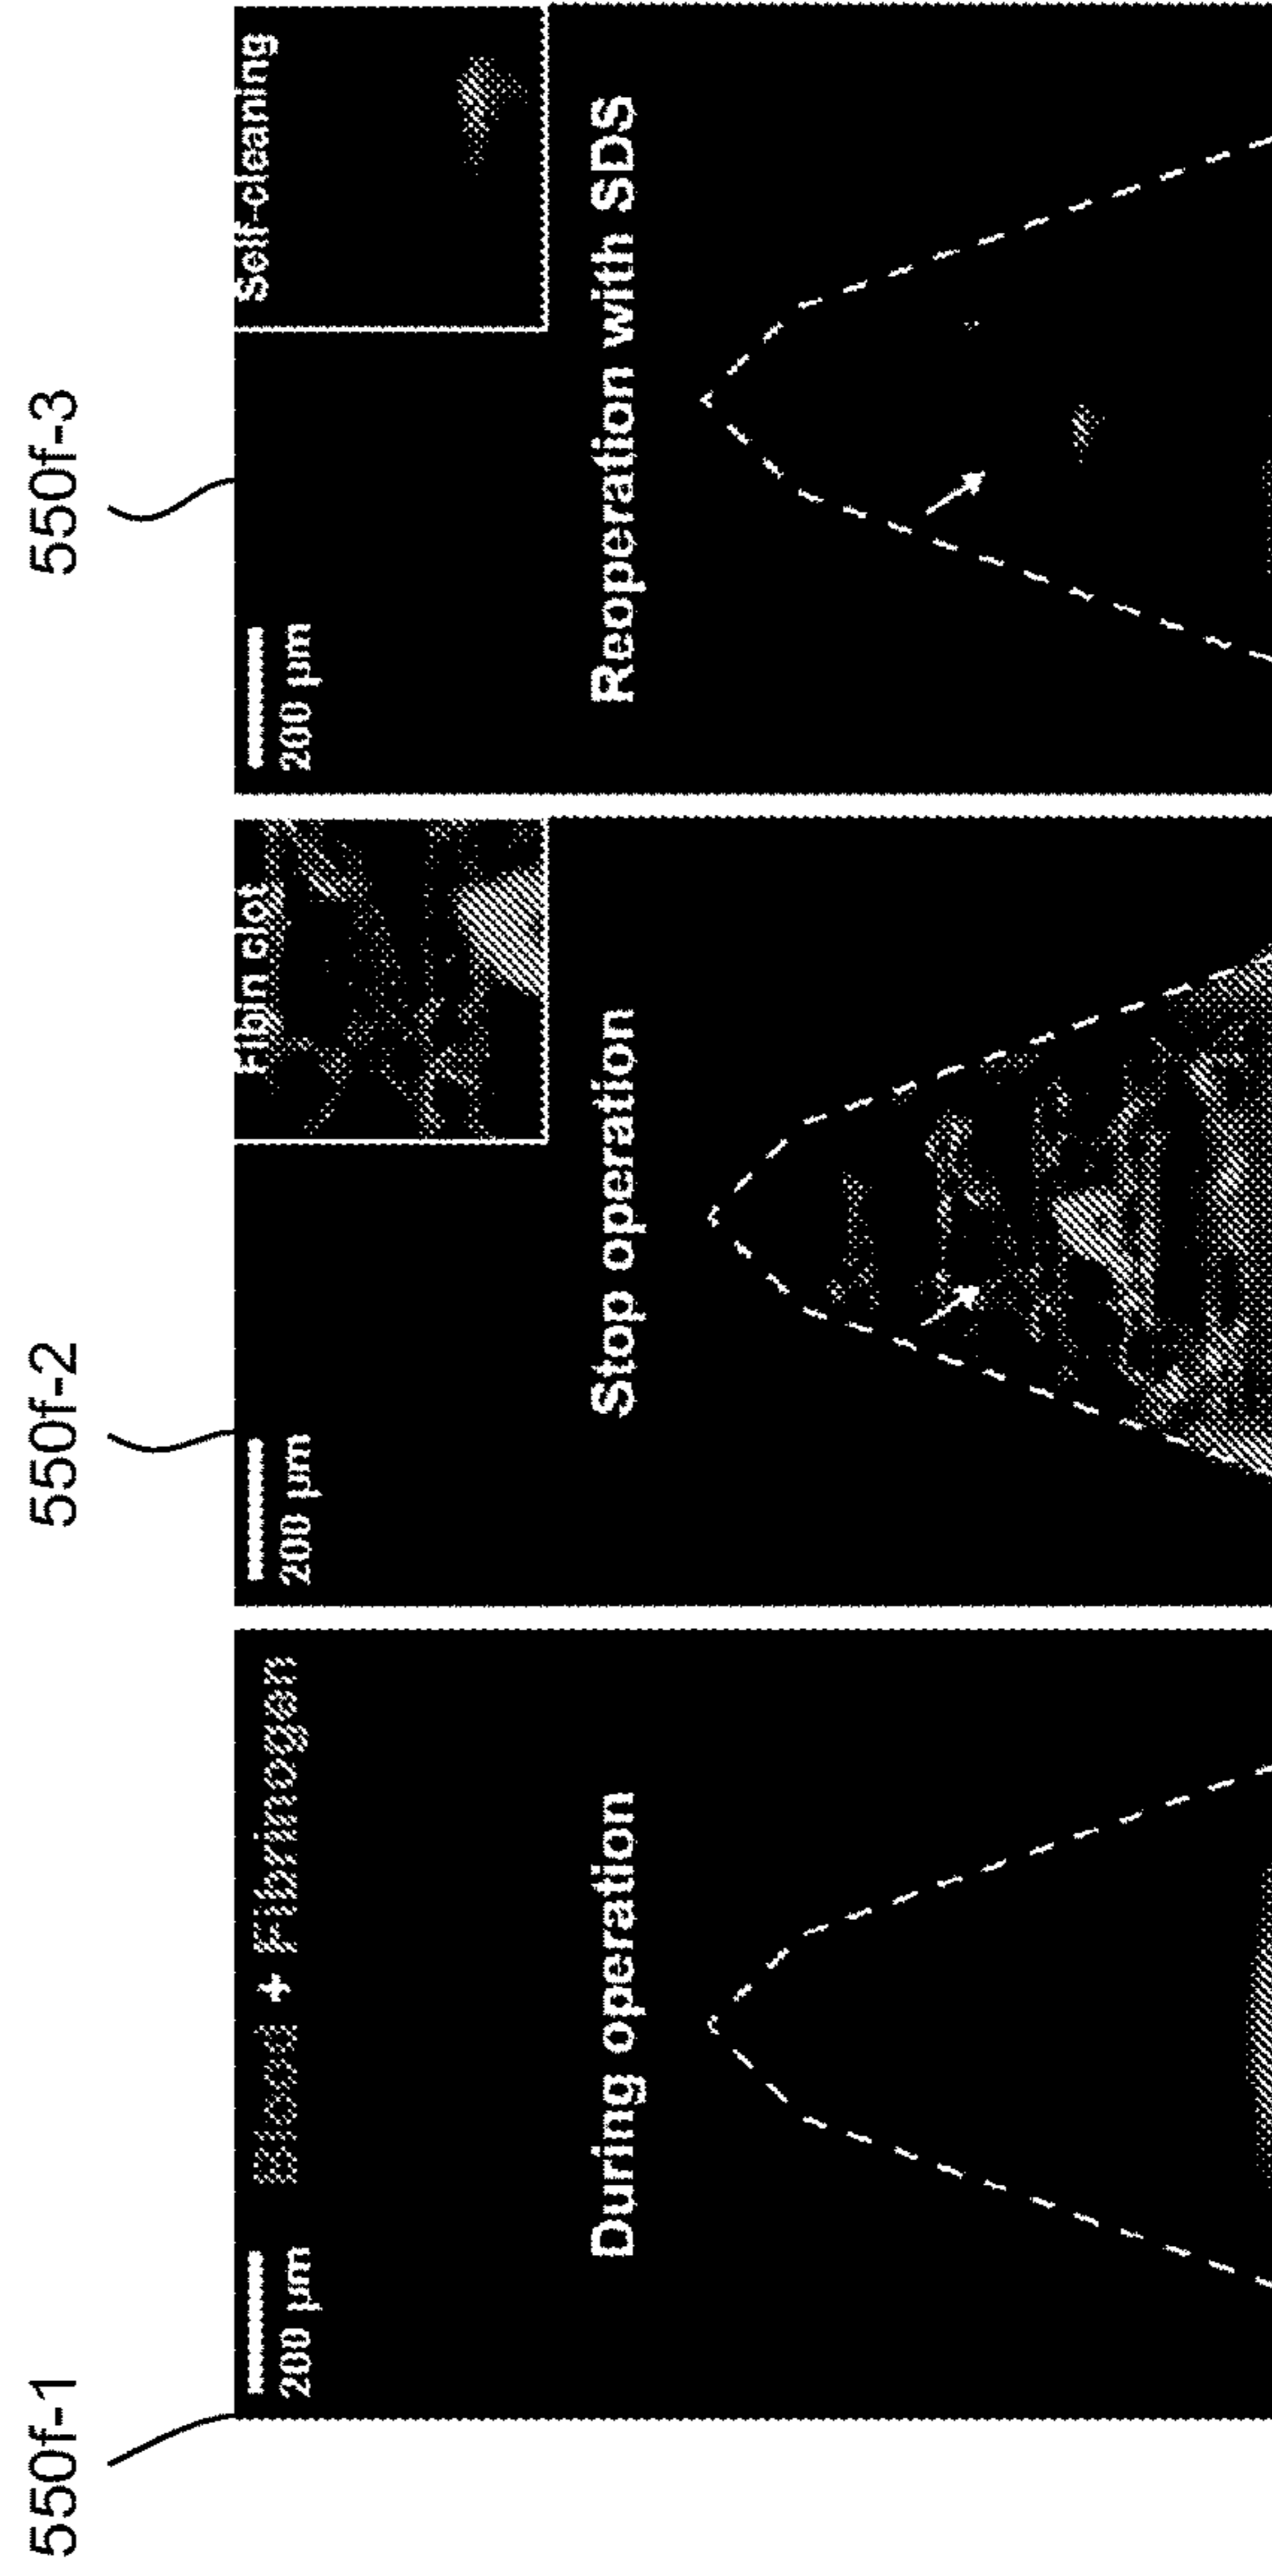 550f-1
550f-2
550f-3
200 µm
Blood + Fibrinogen
During operation
200 µm
Fibin clot
Stop operation
200 µm
Self-cleaning
Reoperation with SDS